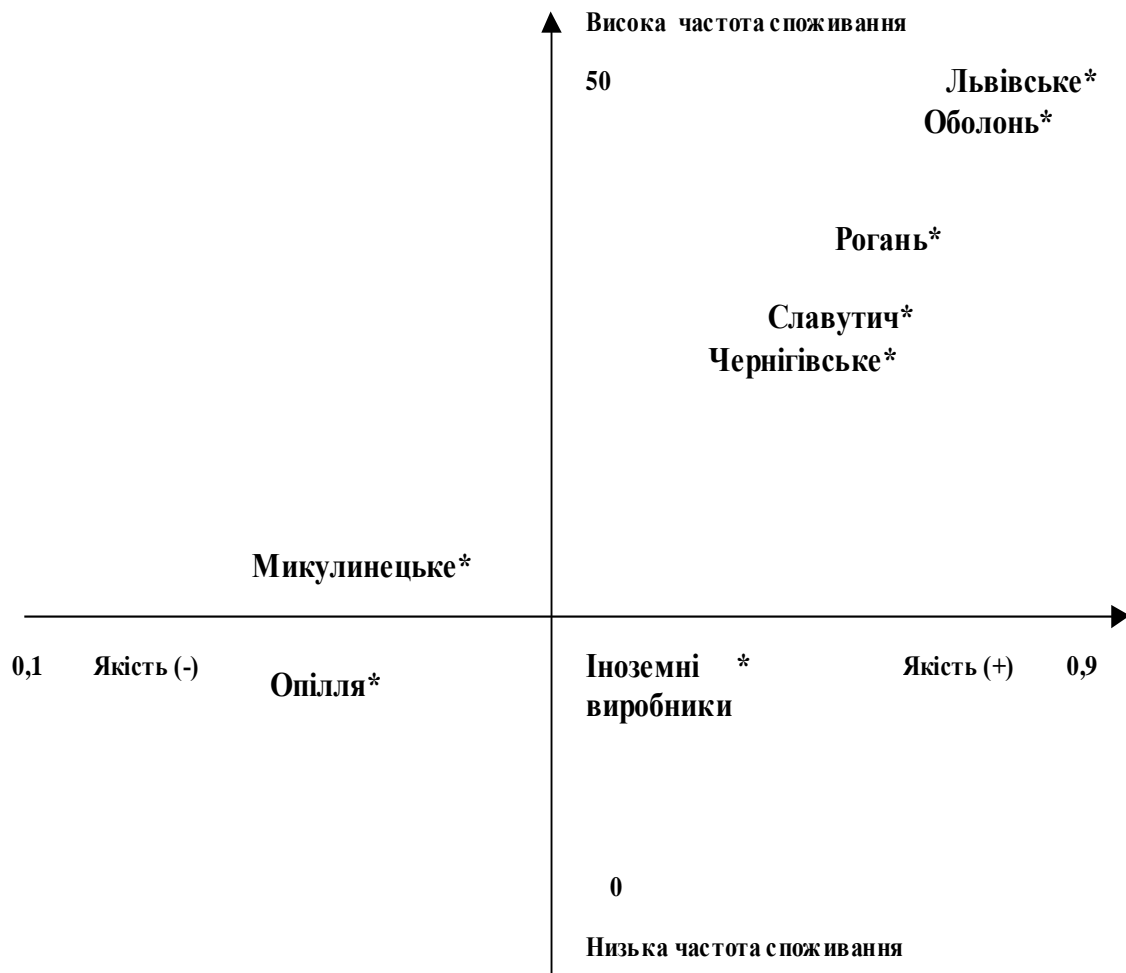 Висока частота споживання
50
Львівське*
Оболонь*
Рогань*
Славутич*
Чернігівське*
Микулинецьке*
0,1 Якість (-)
Опілля*
Іноземні *
виробники
Якість (+) 0,9
0
Низька частота споживання